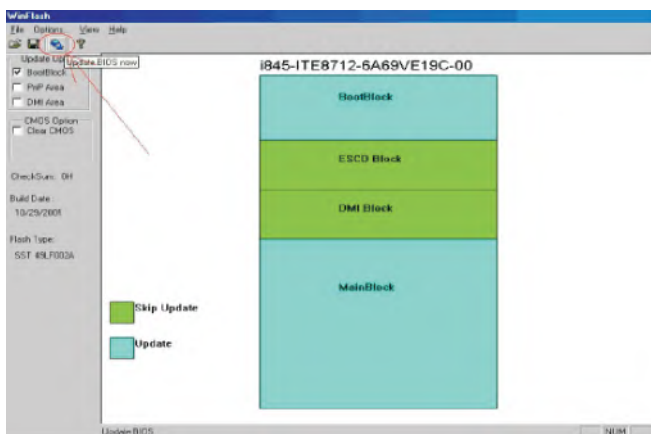 WinFlash
File Options View Help
Update BIOS now
BootBlock
PnP Area
DMI Area
CMOS Option
Clear CMOS
CheckSum: 0H
Build Date:
10/29/2001
Flash Type:
SST 49LF002A
i845-ITE8712-6A69VE19C-00
BootBlock
ESCD Block
DMI Block
MainBlock
Skip Update
Update
Update BIOS
NUM